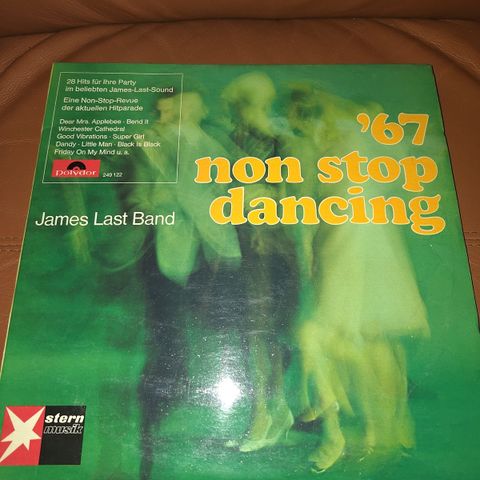 28 Hits für Ihre Party
im beliebten James-Last-Sound
Eine Non-Stop-Revue
der aktuellen Hitparade
Dear Mrs. Applebee · Bend It
Winchester Cathedral
Good Vibrations · Super Girl
Dandy · Little Man · Black is Black
Friday On My Mind u. a.
Polydor
249 122
'67
non stop
dancing
James Last Band
stern
musik